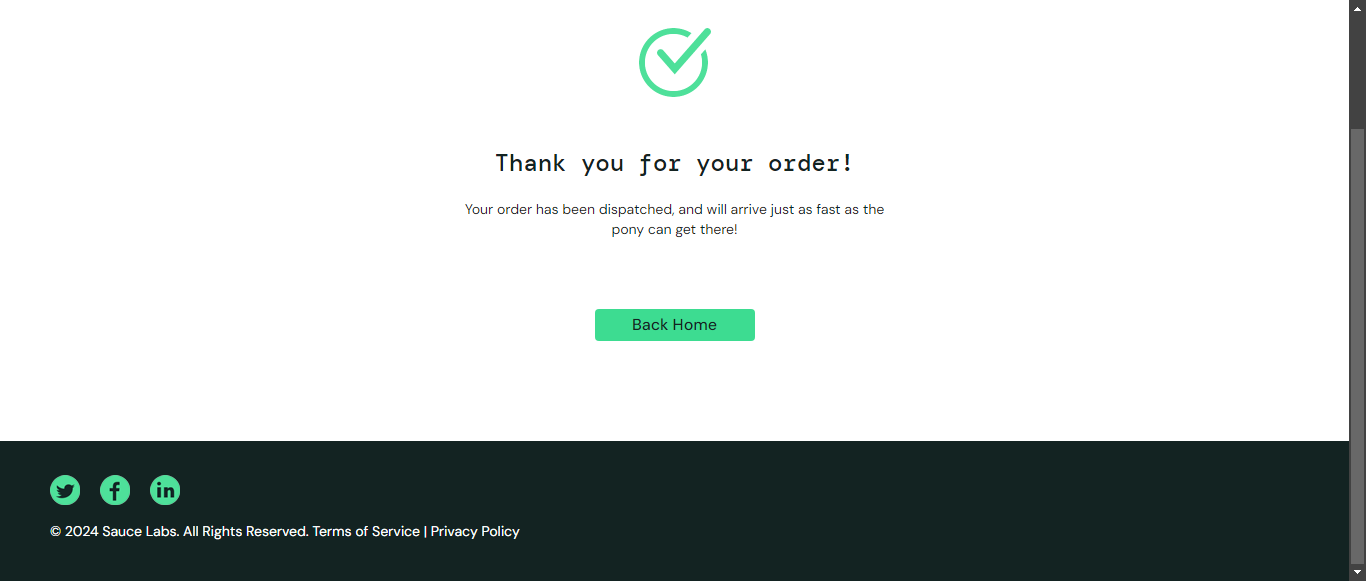 Thank you for your order!
Your order has been dispatched, and will arrive just as fast as the
pony can get there!
Back Home
© 2024 Sauce Labs. All Rights Reserved. Terms of Service | Privacy Policy